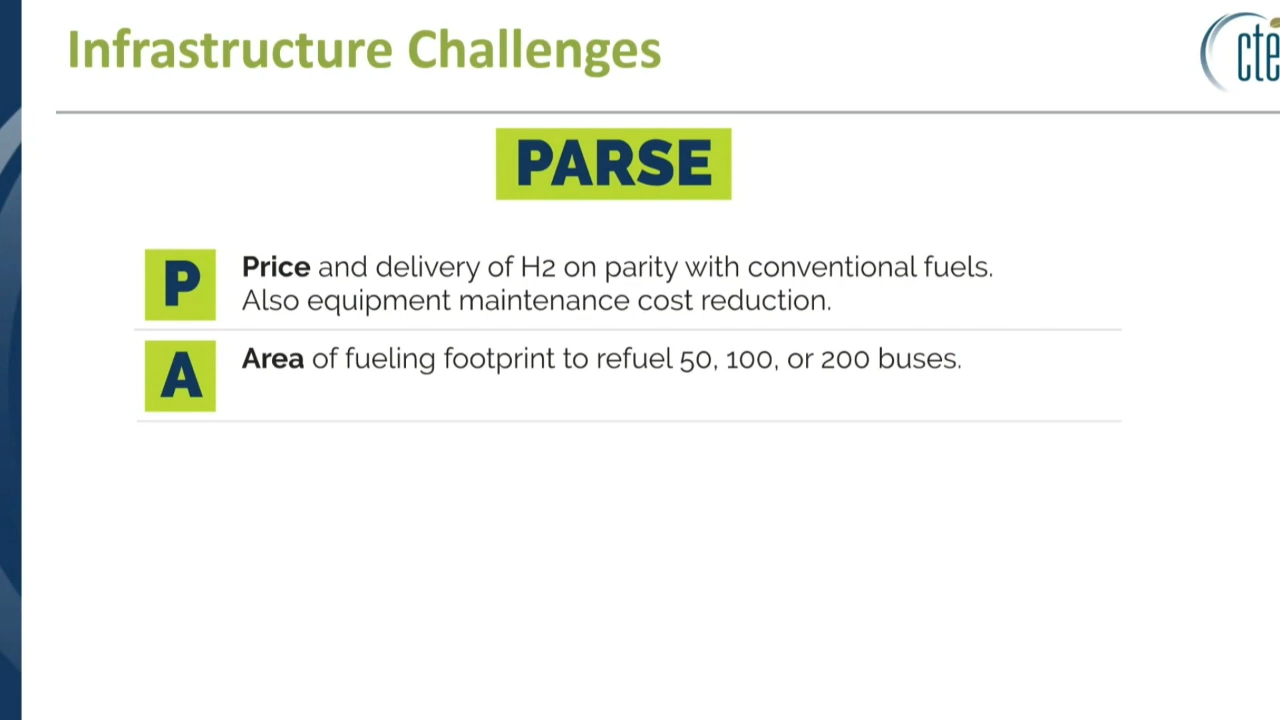 Infrastructure Challenges
cte
PARSE
P
Price and delivery of H2 on parity with conventional fuels.
Also equipment maintenance cost reduction.
A
Area of fueling footprint to refuel 50, 100, or 200 buses.